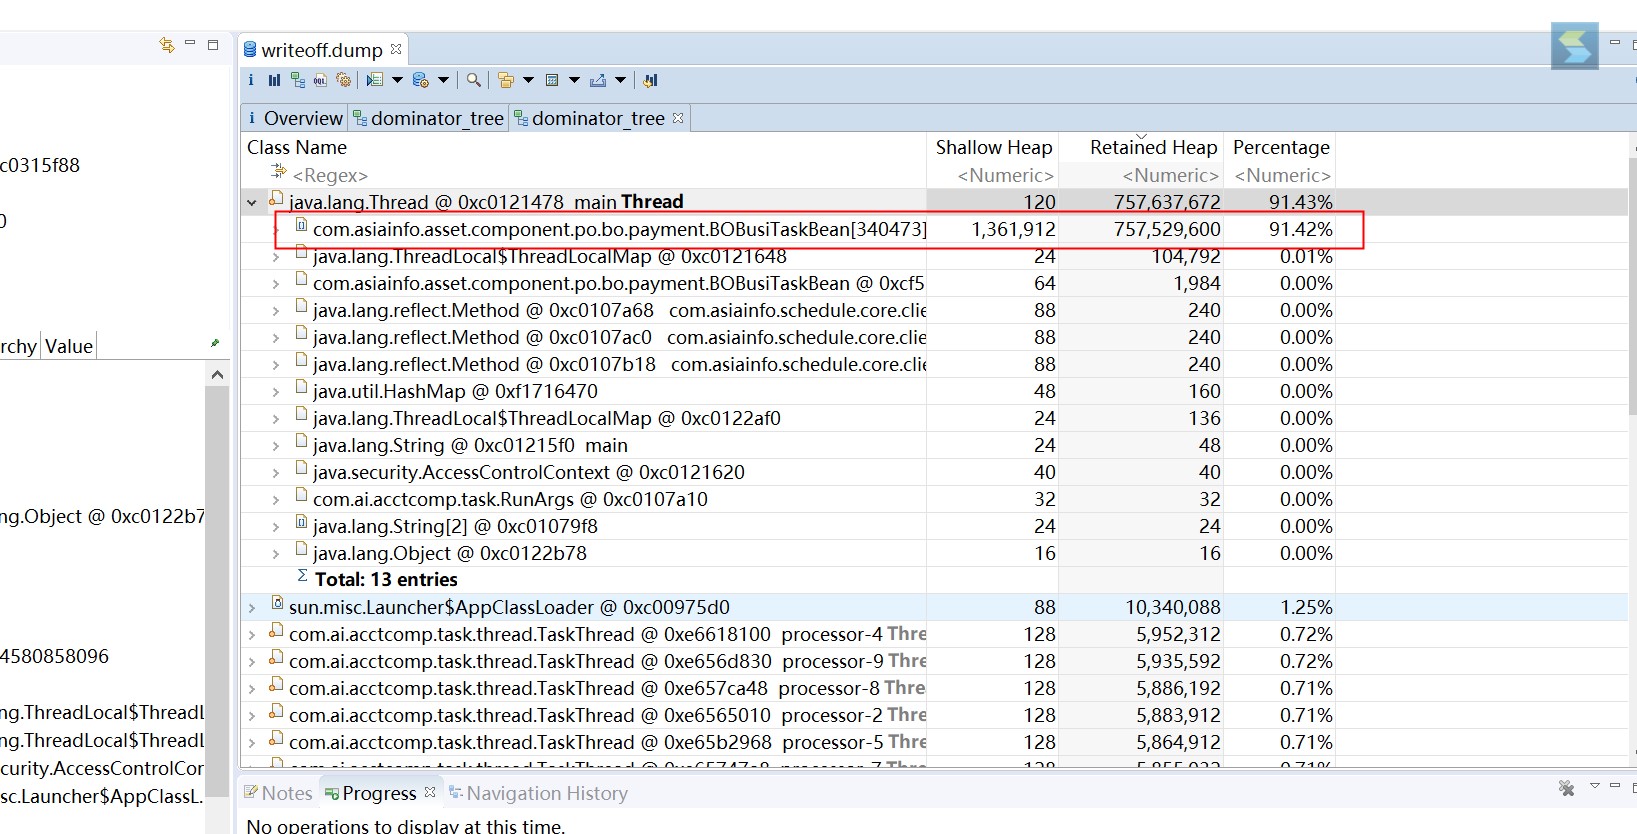 writeoff.dump
c0315f88
i Overview dominator_tree dominator_tree
0
Class Name Shallow Heap Retained Heap Percentage
<Regex> <Numeric> <Numeric> <Numeric>
java.lang.Thread @ 0xc0121478 main Thread 120 757,637,672 91.43%
com.asiainfo.asset.component.po.bo.payment.BOBusiTaskBean[340473] 1,361,912 757,529,600 91.42%
java.lang.ThreadLocal$ThreadLocalMap @ 0xc0121648 24 104,792 0.01%
com.asiainfo.asset.component.po.bo.payment.BOBusiTaskBean @ 0xcf5 64 1,984 0.00%
java.lang.reflect.Method @ 0xc0107a68 com.asiainfo.schedule.core.clie 88 240 0.00%
java.lang.reflect.Method @ 0xc0107ac0 com.asiainfo.schedule.core.clie 88 240 0.00%
rchy Value
java.lang.reflect.Method @ 0xc0107b18 com.asiainfo.schedule.core.clie 88 240 0.00%
java.util.HashMap @ 0xf1716470 48 160 0.00%
java.lang.ThreadLocal$ThreadLocalMap @ 0xc0122af0 24 136 0.00%
java.lang.String @ 0xc01215f0 main 24 48 0.00%
java.security.AccessControlContext @ 0xc0121620 40 40 0.00%
com.ai.acctcomp.task.RunArgs @ 0xc0107a10 32 32 0.00%
ng.Object @ 0xc0122b7
java.lang.String[2] @ 0xc01079f8 24 24 0.00%
java.lang.Object @ 0xc0122b78 16 16 0.00%
Σ Total: 13 entries
sun.misc.Launcher$AppClassLoader @ 0xc00975d0 88 10,340,088 1.25%
com.ai.acctcomp.task.thread.TaskThread @ 0xe6618100 processor-4 Thre 128 5,952,312 0.72%
4580858096
com.ai.acctcomp.task.thread.TaskThread @ 0xe656d830 processor-9 Thre 128 5,935,592 0.72%
com.ai.acctcomp.task.thread.TaskThread @ 0xe657ca48 processor-8 Thre 128 5,886,192 0.71%
ng.ThreadLocal$ThreadL
com.ai.acctcomp.task.thread.TaskThread @ 0xe6565010 processor-2 Thre 128 5,883,912 0.71%
ng.ThreadLocal$ThreadL
com.ai.acctcomp.task.thread.TaskThread @ 0xe65b2968 processor-5 Thre 128 5,864,912 0.71%
curity.AccessControlCor
sc.Launcher$AppClassL.
Notes Progress Navigation History
No operations to display at this time.